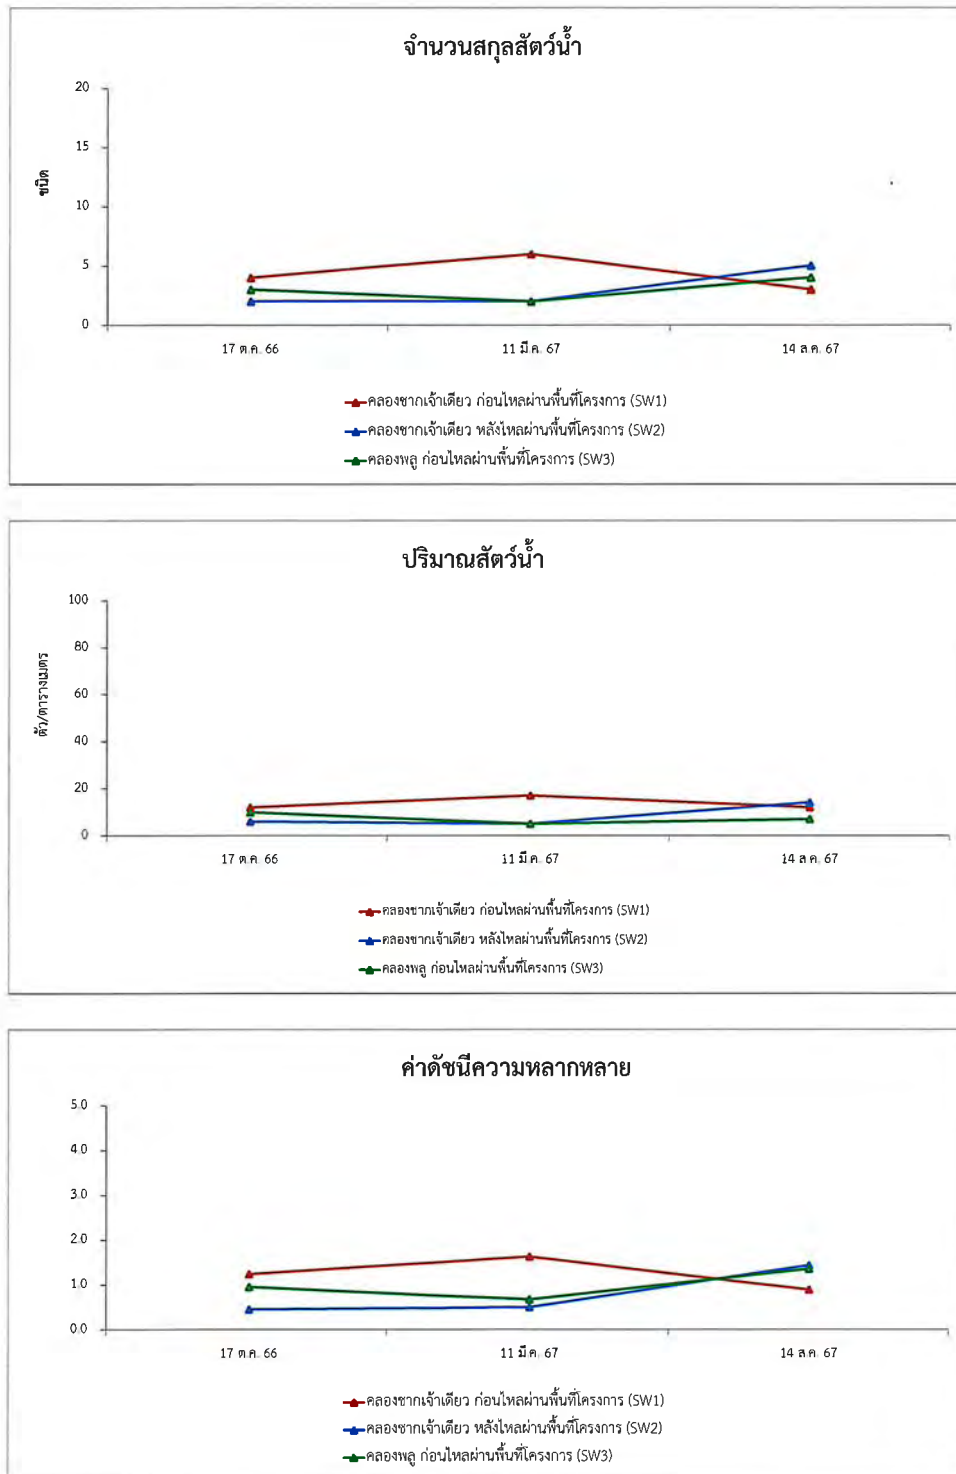 จำนวนสกุลสัตว์น้ำ
20
15
10
5
0
ชนิด
17 ต.ค. 66
11 มี.ค. 67
14 ส.ค. 67
คลองชากเจ้าเดียว ก่อนไหลผ่านพื้นที่โครงการ (SW1)
คลองชากเจ้าเดียว หลังไหลผ่านพื้นที่โครงการ (SW2)
คลองพลู ก่อนไหลผ่านพื้นที่โครงการ (SW3)
ปริมาณสัตว์น้ำ
100
80
60
40
20
0
ตัว/ตารางเมตร
17 ต.ค. 66
11 มี.ค. 67
14 ส.ค. 67
คลองชากเจ้าเดียว ก่อนไหลผ่านพื้นที่โครงการ (SW1)
คลองชากเจ้าเดียว หลังไหลผ่านพื้นที่โครงการ (SW2)
คลองพลู ก่อนไหลผ่านพื้นที่โครงการ (SW3)
ค่าดัชนีความหลากหลาย
5.0
4.0
3.0
2.0
1.0
0.0
17 ต.ค. 66
11 มี.ค. 67
14 ส.ค. 67
คลองชากเจ้าเดียว ก่อนไหลผ่านพื้นที่โครงการ (SW1)
คลองชากเจ้าเดียว หลังไหลผ่านพื้นที่โครงการ (SW2)
คลองพลู ก่อนไหลผ่านพื้นที่โครงการ (SW3)